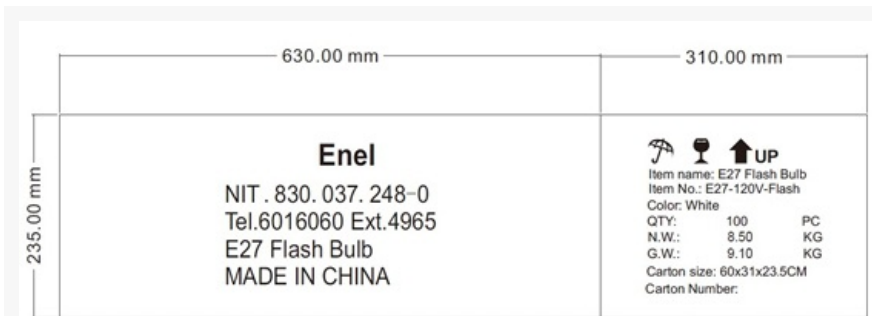 630.00 mm
310.00 mm
235.00 mm
Enel
NIT . 830. 037. 248-0
Tel.6016060 Ext.4965
E27 Flash Bulb
MADE IN CHINA
UP
Item name: E27 Flash Bulb
Item No.: E27-120V-Flash
Color: White
QTY: 100 PC
N.W.: 8.50 KG
G.W.: 9.10 KG
Carton size: 60x31x23.5CM
Carton Number: